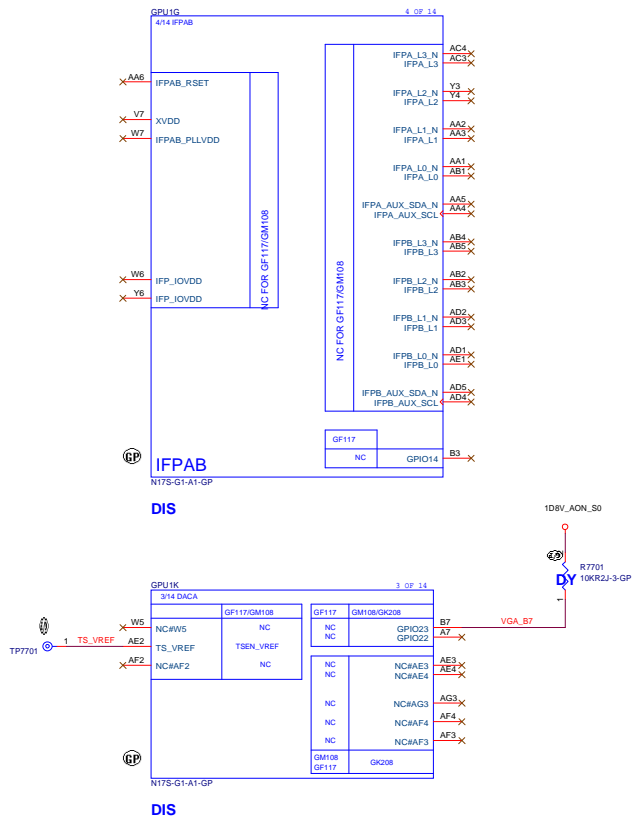 GPU1G 4 OF 14
4/14 IFPAB
AC4 IFPA_L3_N
AC3 IFPA_L3
AA6 IFPAB_RSET
Y3 IFPA_L2_N
Y4 IFPA_L2
V7 XVDD
AA2 IFPA_L1_N
W7 IFPAB_PLLVDD
AA3 IFPA_L1
AA1 IFPA_L0_N
AB1 IFPA_L0
AA5 IFPA_AUX_SDA_N
AA4 IFPA_AUX_SCL
AB4 IFPB_L3_N
AB5 IFPB_L3
W6 IFP_IOVDD
AB2 IFPB_L2_N
AB3 IFPB_L2
Y6 IFP_IOVDD
NC FOR GF117/GM108
NC FOR GF117/GM108
AD2 IFPB_L1_N
AD3 IFPB_L1
AD1 IFPB_L0_N
AE1 IFPB_L0
AD5 IFPB_AUX_SDA_N
AD4 IFPB_AUX_SCL
GF117
NC GPIO14 B3
GP
IFPAB
N17S-G1-A1-GP
DIS
1D8V_AON_S0
R7701
10KR2J-3-GP
DY
1
GPU1K 3 OF 14
3/14 DACA
GF117/GM108 GF117 GM108/GK208
W5 NC#W5 NC NC GPIO23 B7 VGA_B7
NC GPIO22 A7
TP7701 1 TS_VREF AE2 TS_VREF TSEN_VREF
AF2 NC#AF2 NC NC NC#AE3 AE3
NC NC#AE4 AE4
NC NC#AG3 AG3
NC NC#AF4 AF4
NC NC#AF3 AF3
GM108
GF117 GK208
GP
N17S-G1-A1-GP
DIS